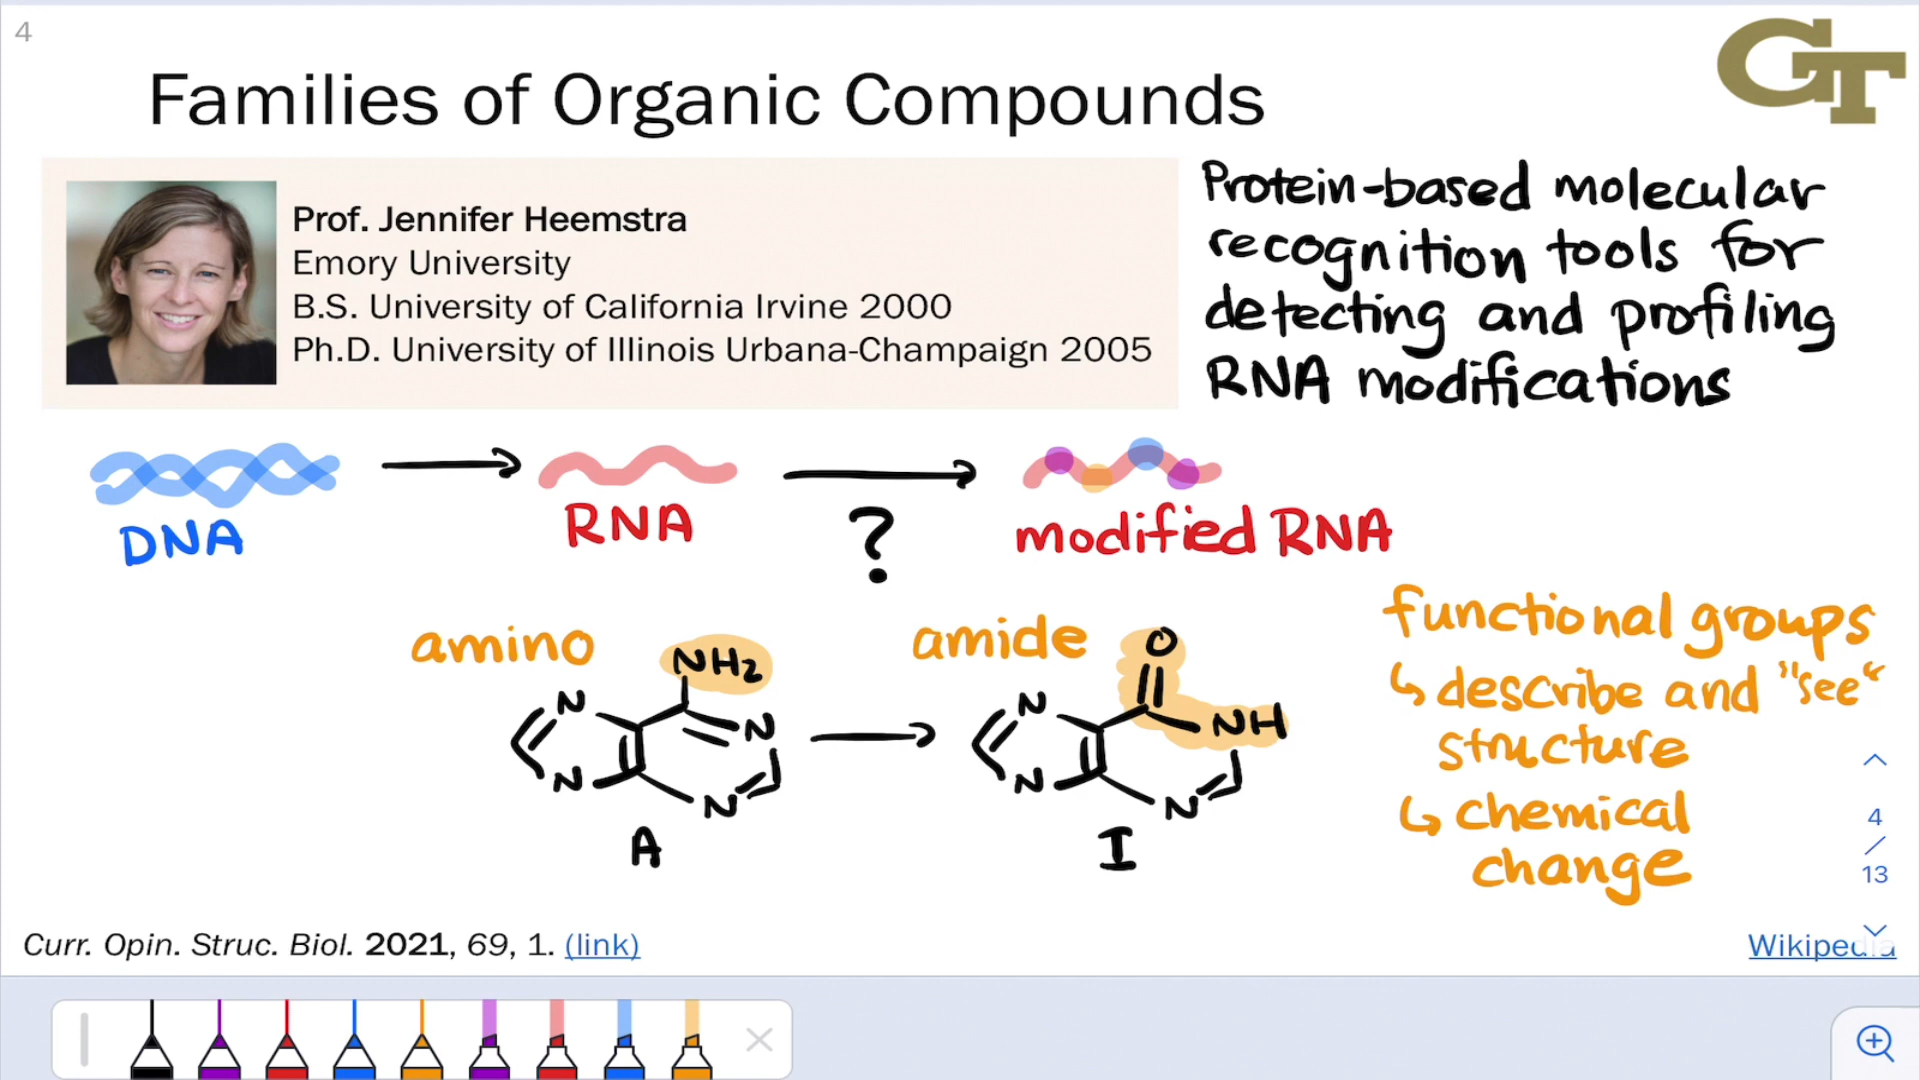 4
GT
Families of Organic Compounds
Prof. Jennifer Heemstra
Emory University
B.S. University of California Irvine 2000
Ph.D. University of Illinois Urbana-Champaign 2005
Protein-based molecular
recognition tools for
detecting and profiling
RNA modifications
DNA
RNA
?
modified RNA
amino
NH2
N
N
N
N
A
amide
O
N
NH
N
N
I
functional groups
↳ describe and "see"
structure
↳ chemical
change
4
/
13
Curr. Opin. Struc. Biol. 2021, 69, 1. (link)
Wikipedia